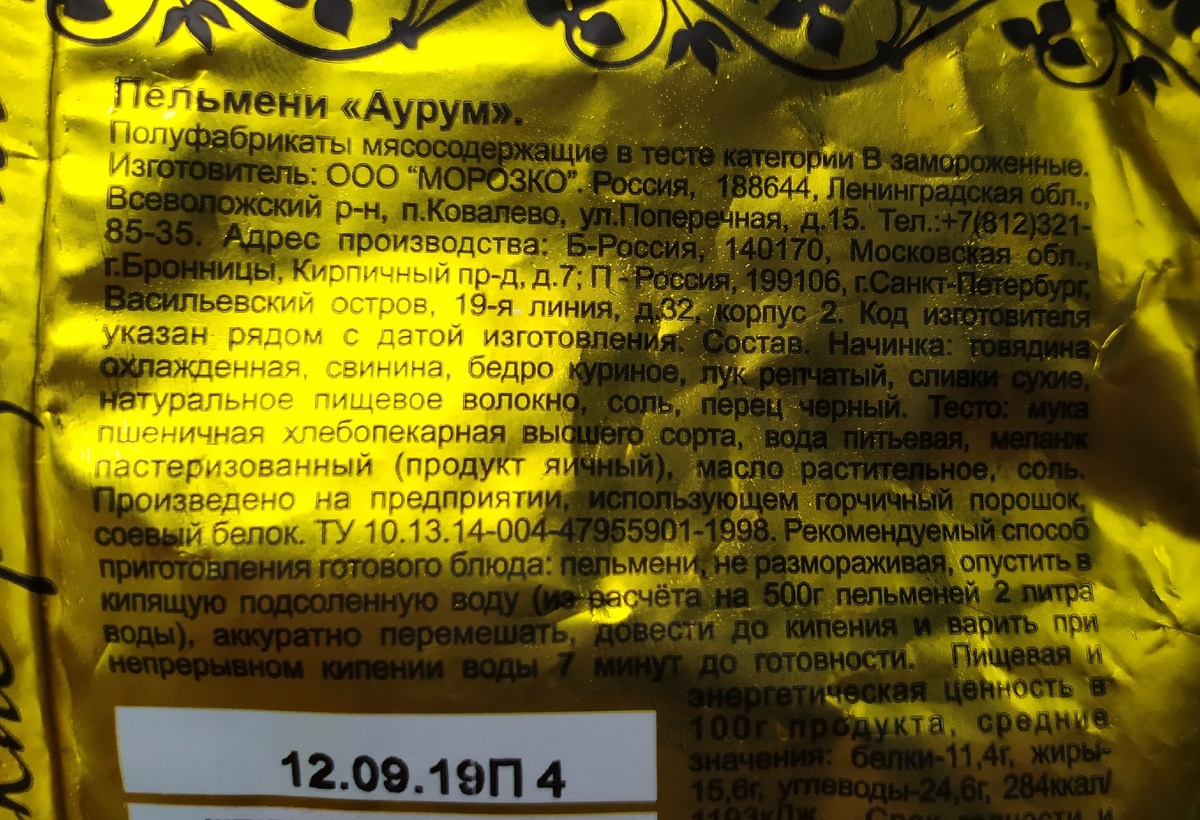 Пельмени «Аурум».
Полуфабрикаты мясосодержащие в тесте категории В замороженные.
Изготовитель: ООО “МОРОЗКО”. Россия, 188644, Ленинградская обл.,
Всеволожский р-н, п.Ковалево, ул.Поперечная, д.15. Тел.:+7(812)321-
85-35. Адрес производства: Б-Россия, 140170, Московская обл.,
г.Бронницы, Кирпичный пр-д, д.7; П -Россия, 199106, г.Санкт-Петербург,
Васильевский остров, 19-я линия, д.32, корпус 2. Код изготовителя
указан рядом с датой изготовления. Состав. Начинка: говядина
охлажденная, свинина, бедро куриное, лук репчатый, сливки сухие,
натуральное пищевое волокно, соль, перец черный. Тесто: мука
пшеничная хлебопекарная высшего сорта, вода питьевая, меланж
пастеризованный (продукт яичный), масло растительное, соль.
Произведено на предприятии, использующем горчичный порошок,
соевый белок. ТУ 10.13.14-004-47955901-1998. Рекомендуемый способ
приготовления готового блюда: пельмени, не размораживая, опустить в
кипящую подсоленную воду (из расчёта на 500г пельменей 2 литра
воды), аккуратно перемешать, довести до кипения и варить при
непрерывном кипении воды 7 минут до готовности. Пищевая и
энергетическая ценность в
100г продукта, средние
значения: белки-11,4г, жиры-
15,6г, углеводы-24,6г, 284ккал/
1193кДж. Срок годности и
12.09.19П 4